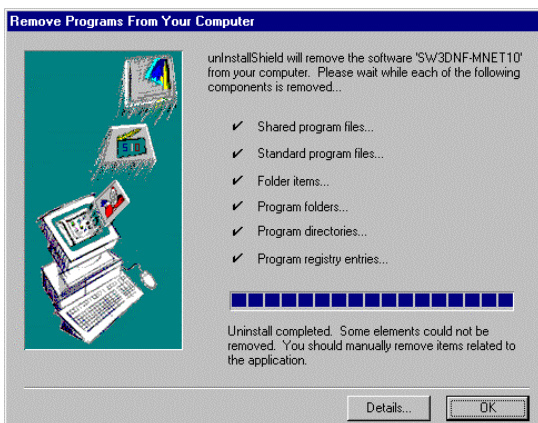 Remove Programs From Your Computer
unInstallShield will remove the software 'SW3DNF-MNET10'
from your computer.  Please wait while each of the following
components is removed...
Shared program files...
Standard program files...
Folder items...
Program folders...
Program directories...
Program registry entries...
Uninstall completed.  Some elements could not be
removed.  You should manually remove items related to
the application.
Details...
OK